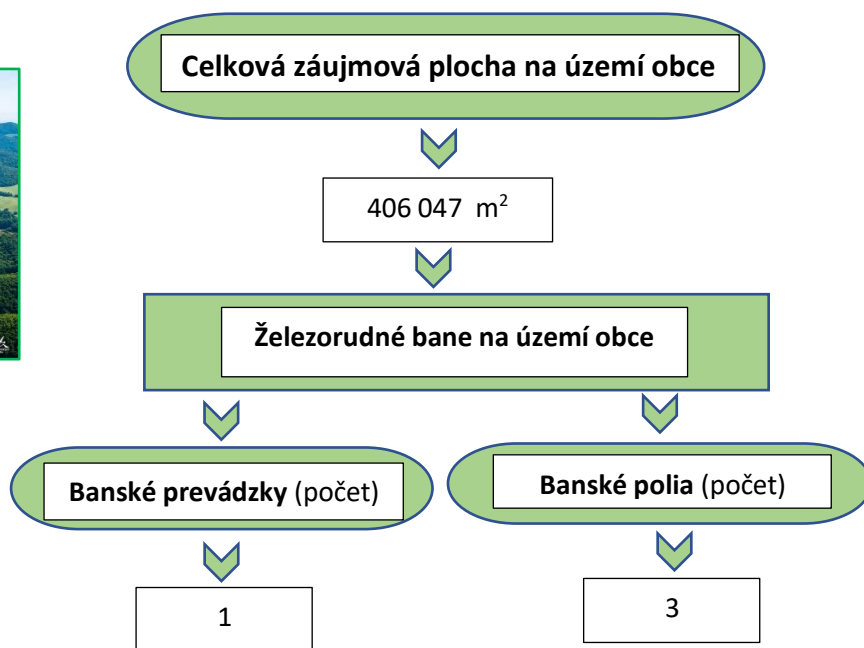 Celková záujmová plocha na území obce
406 047 m²
Železorudné bane na území obce
Banské prevádzky (počet)
Banské polia (počet)
1
3